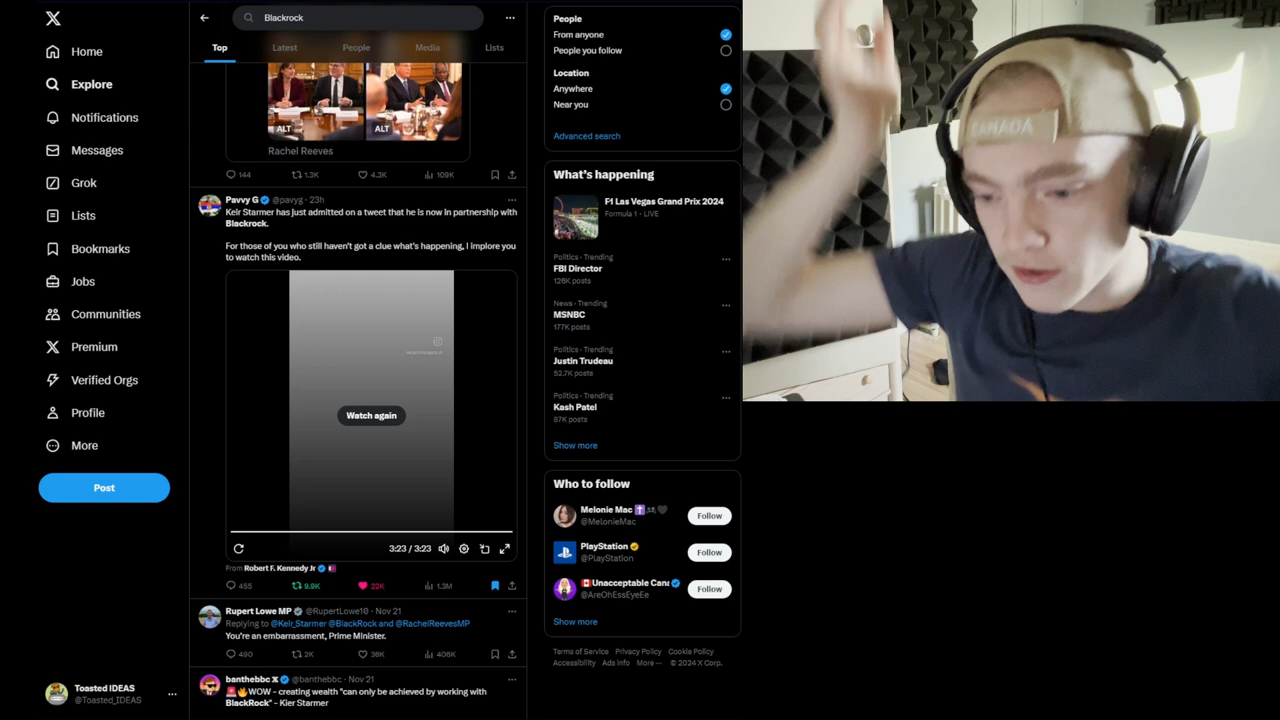 Home
Explore
Notifications
Messages
Grok
Lists
Bookmarks
Jobs
Communities
Premium
Verified Orgs
Profile
More
Post
Toasted IDEAS
@Toasted_IDEAS
Blackrock
Top
Latest
People
Media
Lists
ALT
ALT
Rachel Reeves
144
1.3K
4.3K
109K
Pavvy G @pavyg · 23h
Keir Starmer has just admitted on a tweet that he is now in partnership with
Blackrock.
For those of you who still haven't got a clue what's happening, I implore you
to watch this video.
Watch again
3:23 / 3:23
From Robert F. Kennedy Jr
455
9.9K
22K
1.3M
Rupert Lowe MP @RupertLowe10 · Nov 21
Replying to @Keir_Starmer @BlackRock and @RachelReevesMP
You're an embarrassment, Prime Minister.
490
2K
36K
406K
banthebbc @banthebbc · Nov 21
🚨🔥WOW - creating wealth "can only be achieved by working with
BlackRock" - Kier Starmer
People
From anyone
People you follow
Location
Anywhere
Near you
Advanced search
What's happening
F1 Las Vegas Grand Prix 2024
Formula 1 · LIVE
Politics · Trending
FBI Director
126K posts
News · Trending
MSNBC
177K posts
Politics · Trending
Justin Trudeau
52.7K posts
Politics · Trending
Kash Patel
87K posts
Show more
Who to follow
Melonie Mac
@MelonieMac
Follow
PlayStation
@PlayStation
Follow
Unacceptable Cana
@AreOhEssEyeEe
Follow
Show more
Terms of Service Privacy Policy Cookie Policy
Accessibility Ads info More ··· © 2024 X Corp.
CANADA